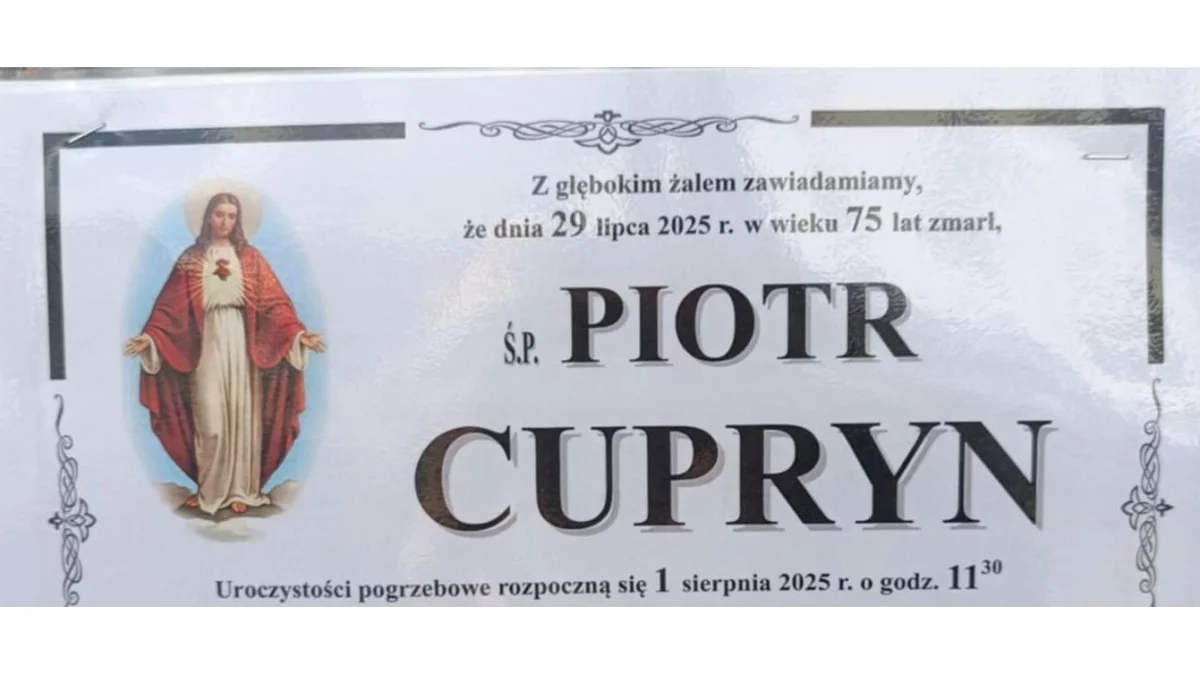 Z głębokim żalem zawiadamiamy,
że dnia 29 lipca 2025 r. w wieku 75 lat zmarł,
Ś.P. PIOTR
CUPRYN
Uroczystości pogrzebowe rozpoczną się 1 sierpnia 2025 r. o godz. 11³⁰